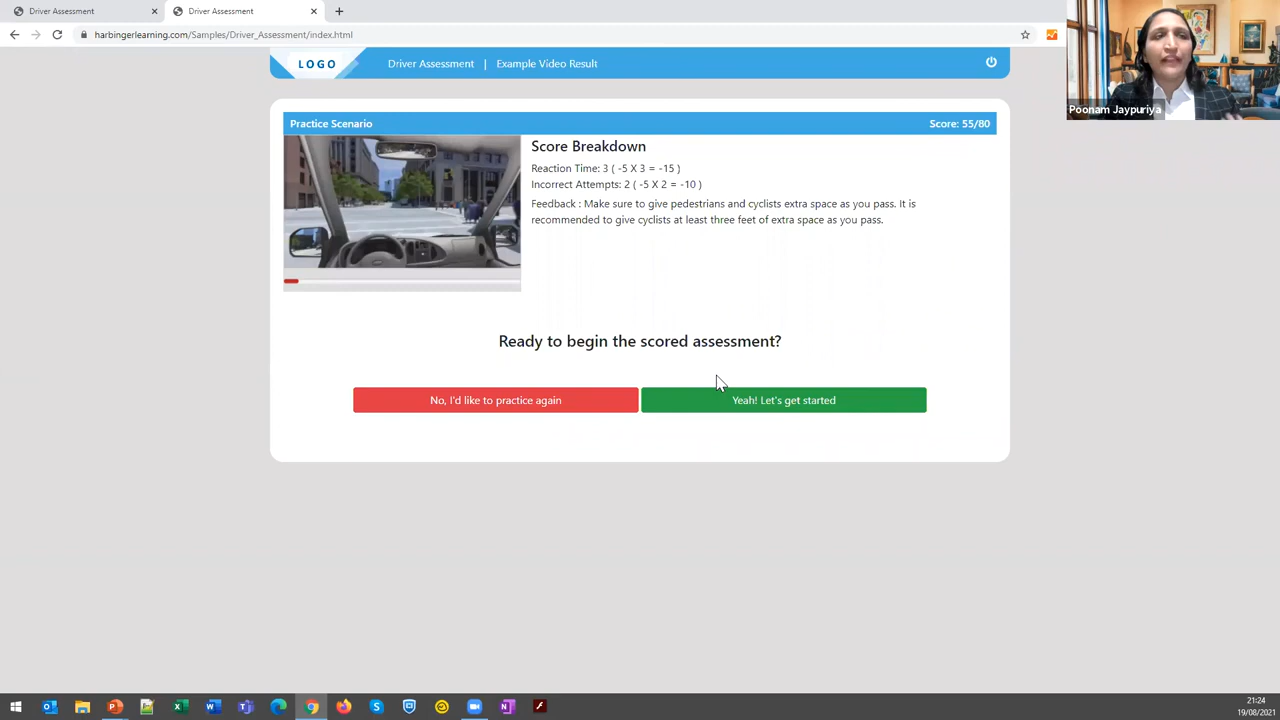 Driver Assessment
Driver Assessment
harbingerlearning.com/Samples/Driver_Assessment/index.html
LOGO
Driver Assessment | Example Video Result
Poonam Jaypuriya
Practice Scenario
Score: 55/80
Score Breakdown
Reaction Time: 3 ( -5 X 3 = -15 )
Incorrect Attempts: 2 ( -5 X 2 = -10 )
Feedback : Make sure to give pedestrians and cyclists extra space as you pass. It is
recommended to give cyclists at least three feet of extra space as you pass.
Ready to begin the scored assessment?
No, I'd like to practice again
Yeah! Let's get started
21:24
19/08/2021